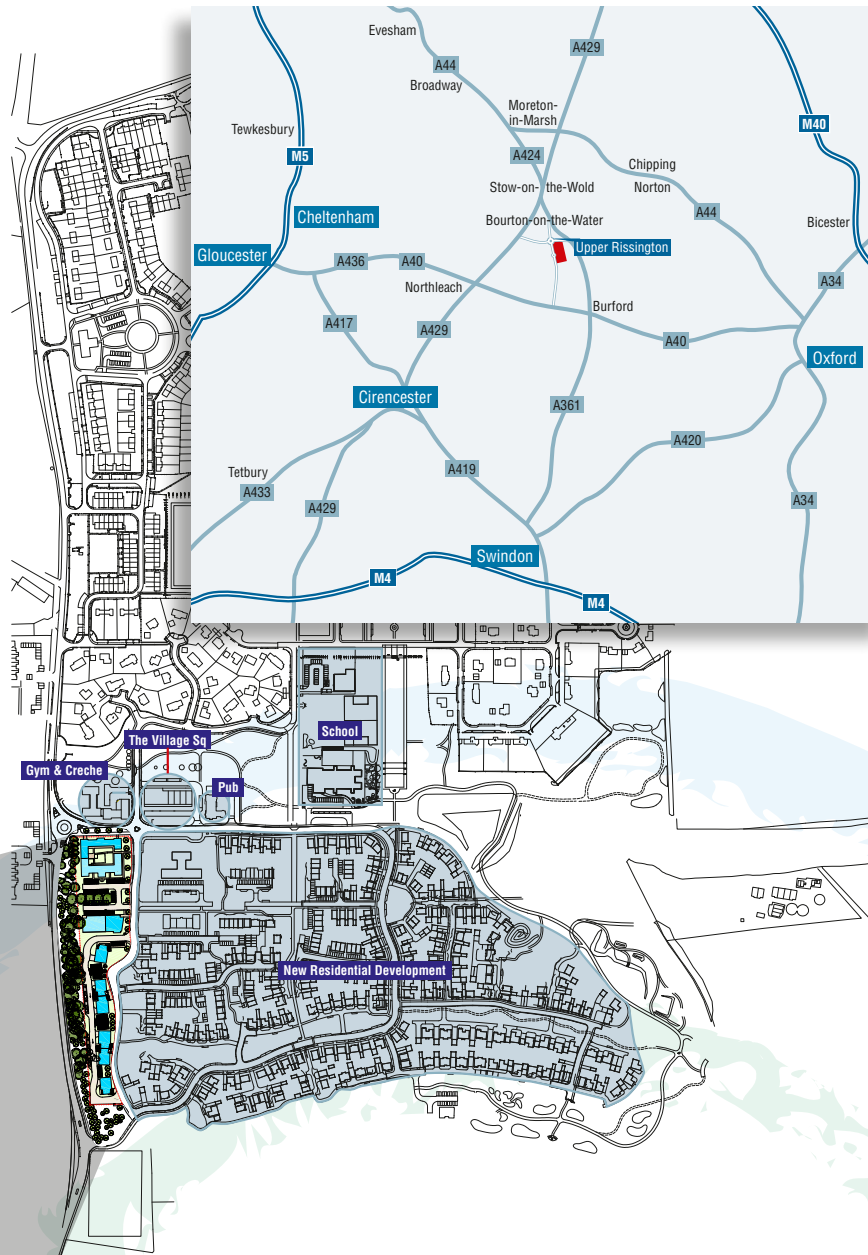 Evesham
A429
A44
Broadway
Moreton-
in-Marsh
Tewkesbury
M40
M5
A424
Chipping
Norton
Stow-on-the-Wold
Cheltenham
A44
Bourton-on-the-Water
Bicester
Upper Rissington
Gloucester
A436
A40
A34
Northleach
Burford
A417
A429
A40
Oxford
Cirencester
A361
A420
Tetbury
A419
A433
A429
A34
Swindon
M4
M4
School
The Village Sq
Gym & Creche
Pub
New Residential Development